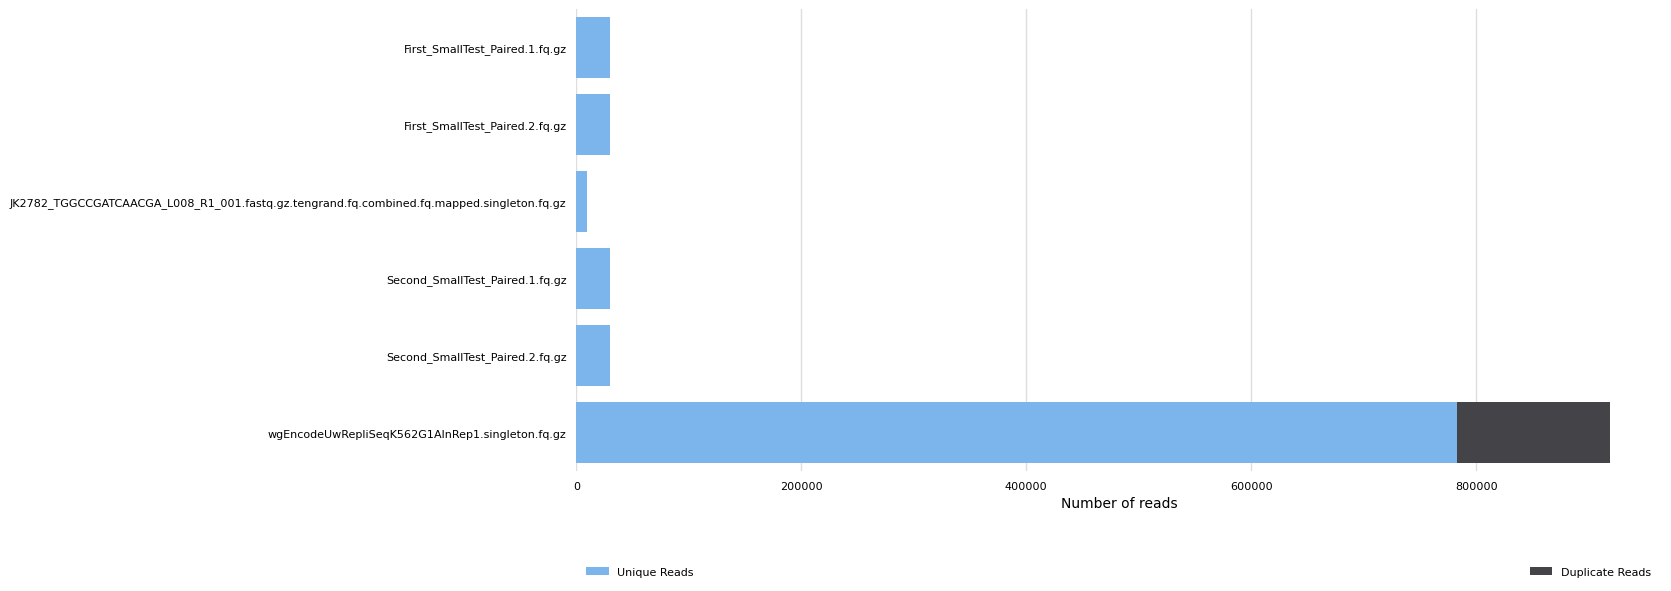 First_SmallTest_Paired.1.fq.gz
First_SmallTest_Paired.2.fq.gz
JK2782_TGGCCGATCAACGA_L008_R1_001.fastq.gz.tengrand.fq.combined.fq.mapped.singleton.fq.gz
Second_SmallTest_Paired.1.fq.gz
Second_SmallTest_Paired.2.fq.gz
wgEncodeUwRepliSeqK562G1AlnRep1.singleton.fq.gz
0 200000 400000 600000 800000
Number of reads
Unique Reads Duplicate Reads